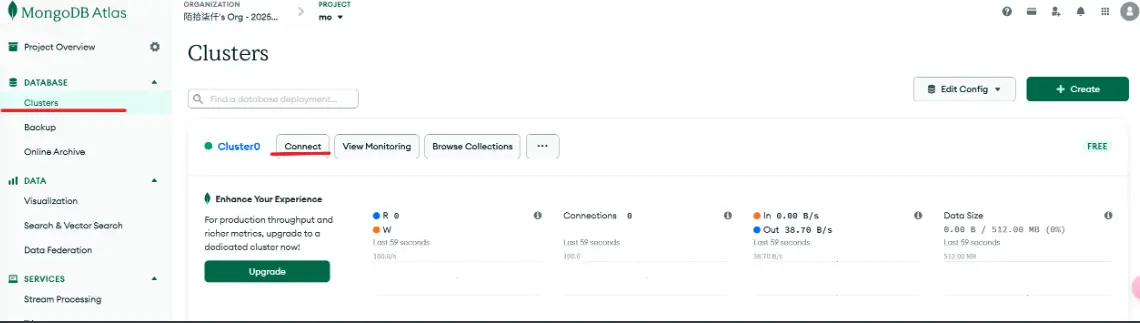 MongoDB Atlas
ORGANIZATION
陌拾柒仟's Org - 2025...
PROJECT
mo
Project Overview
DATABASE
Clusters
Backup
Online Archive
DATA
Visualization
Search & Vector Search
Data Federation
SERVICES
Stream Processing
Clusters
Find a database deployment...
Edit Config
+ Create
Cluster0
Connect
View Monitoring
Browse Collections
...
FREE
Enhance Your Experience
For production throughput and
richer metrics, upgrade to a
dedicated cluster now!
Upgrade
R 0
W
Last 59 seconds
100.0/s
Connections 0
Last 59 seconds
100.0
In 0.00 B/s
Out 38.70 B/s
Last 59 seconds
38.70 B/s
Data Size
0.00 B / 512.00 MB (0%)
Last 59 seconds
512.00 MB